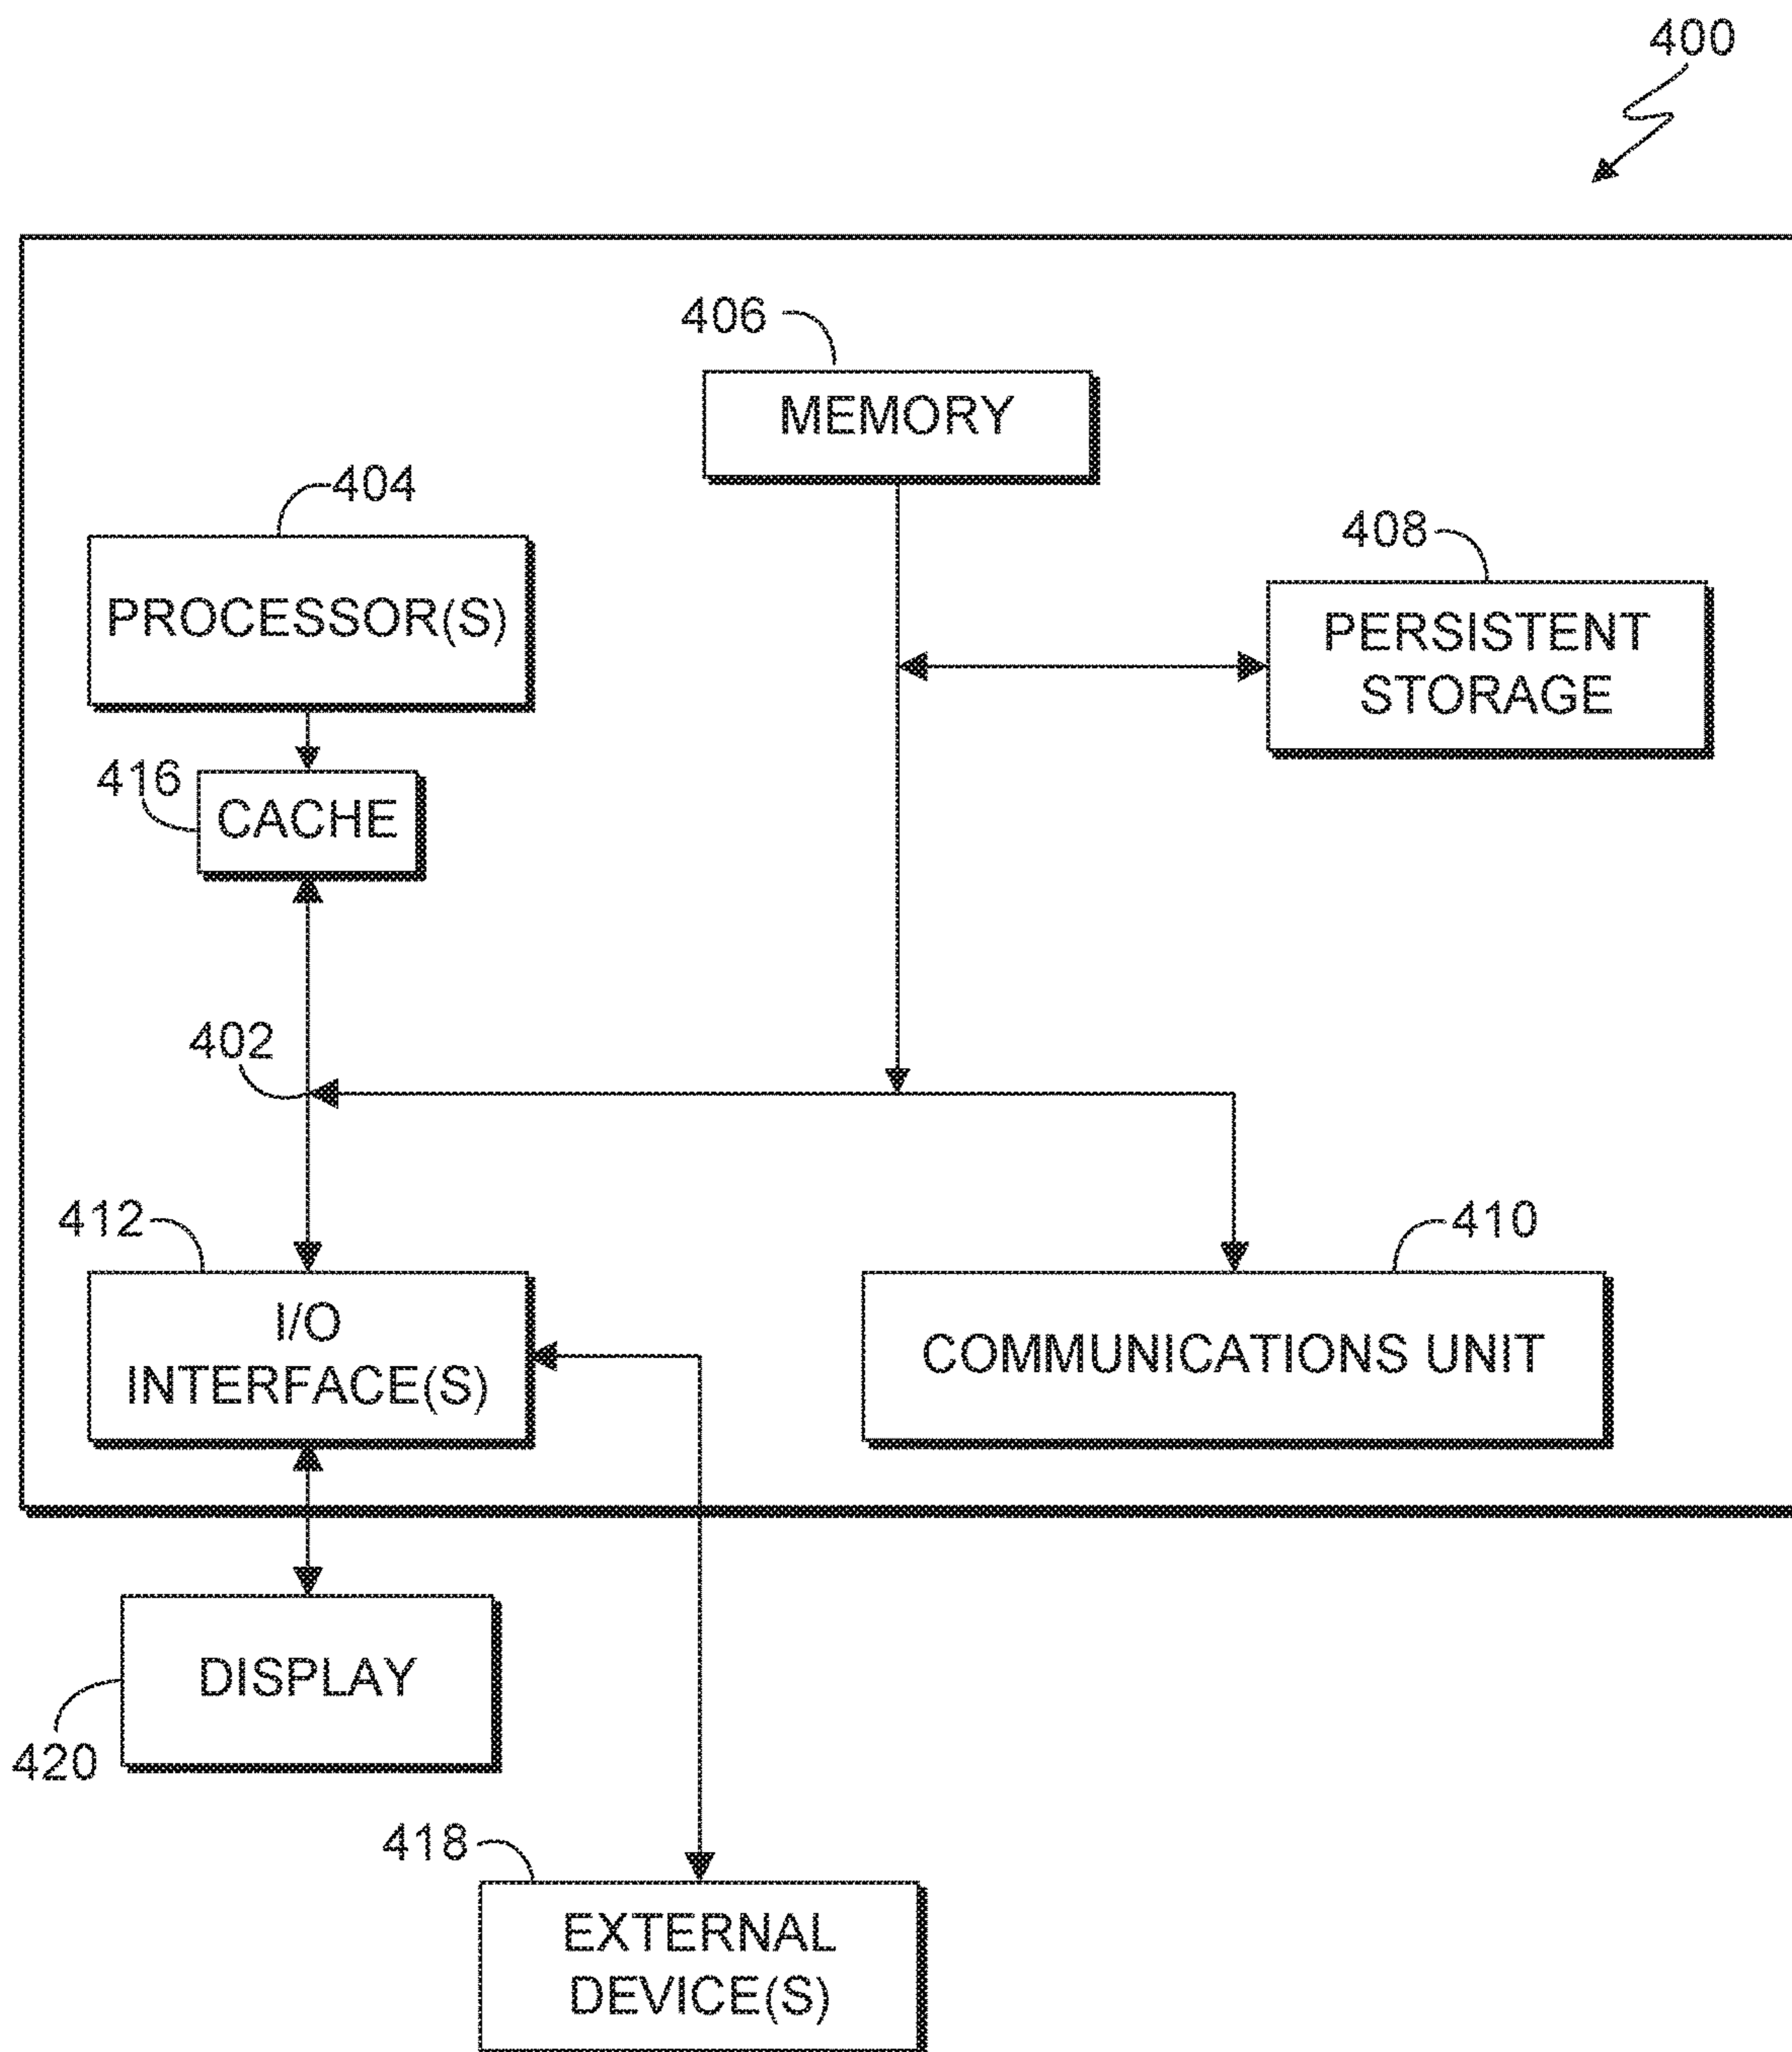 400
406
MEMORY
404
PROCESSOR(S)
408
PERSISTENT
STORAGE
416
CACHE
402
412
I/O
INTERFACE(S)
410
COMMUNICATIONS UNIT
DISPLAY
420
418
EXTERNAL
DEVICE(S)